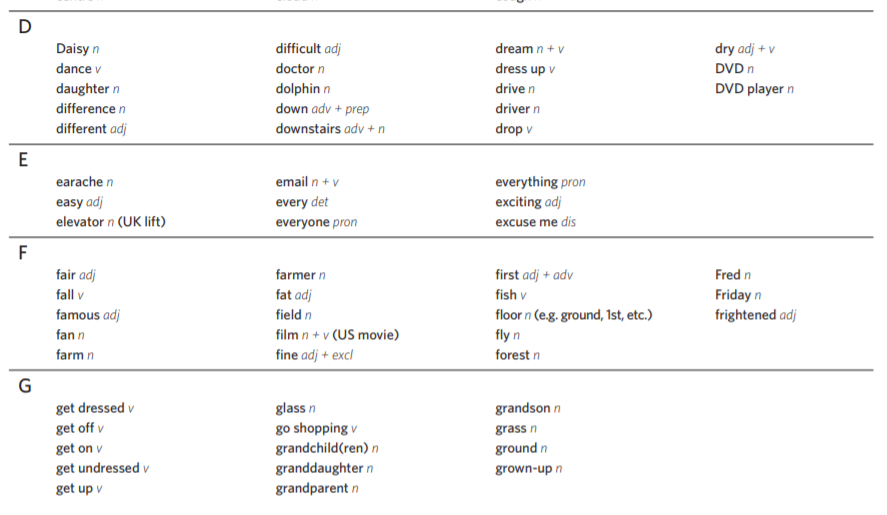 D
Daisy n
dance v
daughter n
difference n
different adj
difficult adj
doctor n
dolphin n
down adv + prep
downstairs adv + n
dream n + v
dress up v
drive n
driver n
drop v
dry adj + v
DVD n
DVD player n
E
earache n
easy adj
elevator n (UK lift)
email n + v
every det
everyone pron
everything pron
exciting adj
excuse me dis
F
fair adj
fall v
famous adj
fan n
farm n
farmer n
fat adj
field n
film n + v (US movie)
fine adj + excl
first adj + adv
fish v
floor n (e.g. ground, 1st, etc.)
fly n
forest n
Fred n
Friday n
frightened adj
G
get dressed v
get off v
get on v
get undressed v
get up v
glass n
go shopping v
grandchild(ren) n
granddaughter n
grandparent n
grandson n
grass n
ground n
grown-up n